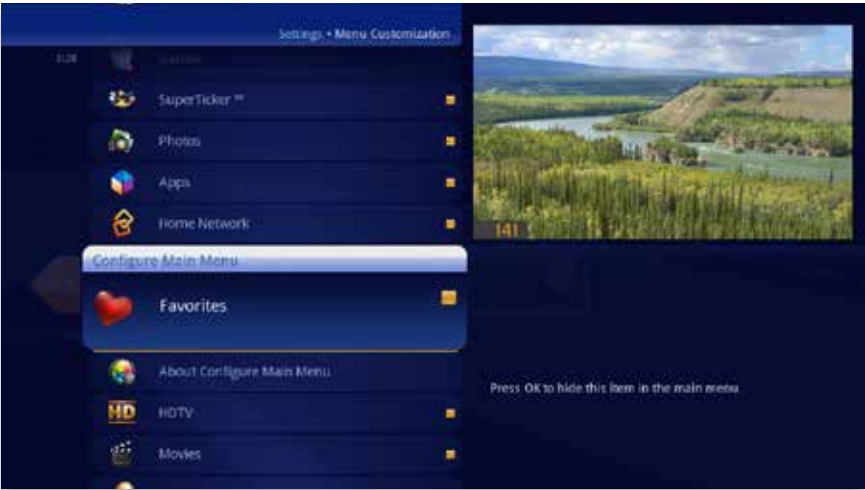 Settings • Menu Customization
SuperTicker ™
Photos
Apps
Home Network
141
Configure Main Menu
Favorites
About Configure Main Menu
Press OK to hide this item in the main menu
HD HDTV
Movies